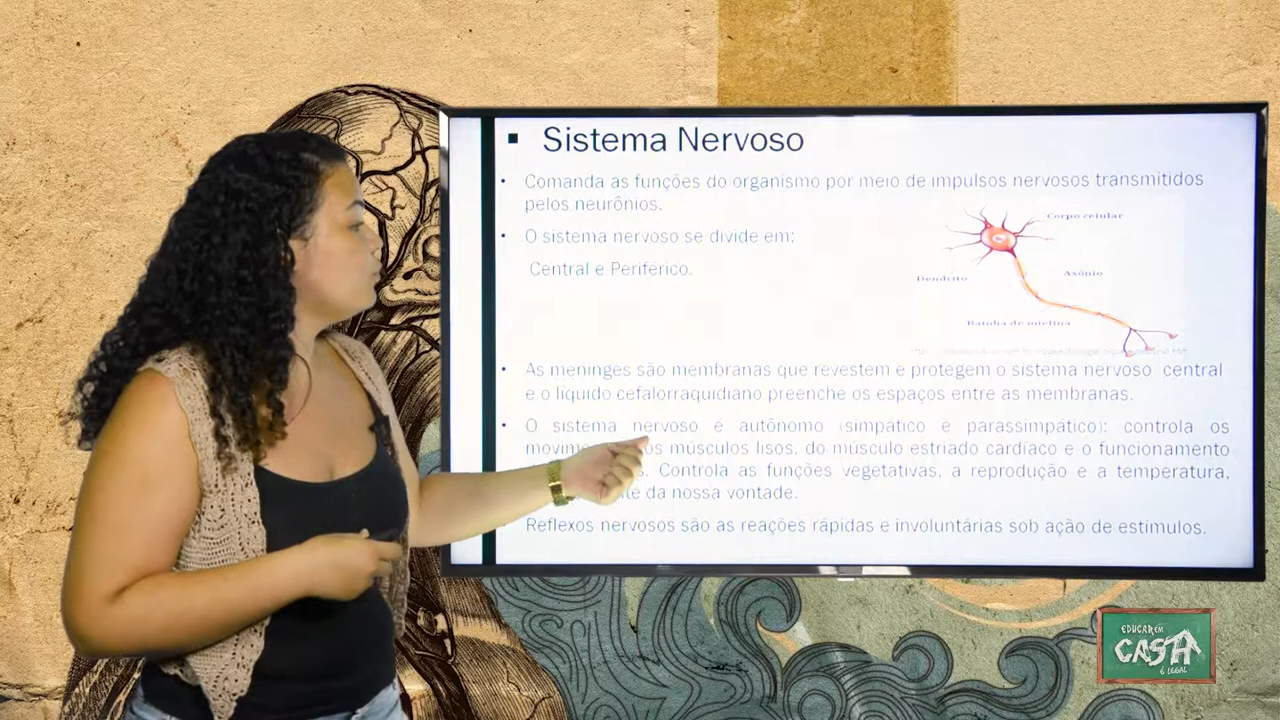 Sistema Nervoso
Comanda as funções do organismo por meio de impulsos nervosos transmitidos
pelos neurônios.
O sistema nervoso se divide em:
Central e Periférico.
Corpo celular
Dendrito
Axônio
Bainha de mielina
As meninges são membranas que revestem e protegem o sistema nervoso central
e o líquido cefalorraquidiano preenche os espaços entre as membranas.
O sistema nervoso é autônomo (simpático e parassimpático): controla os
músculos lisos, do músculo estriado cardíaco e o funcionamento
Controla as funções vegetativas, a reprodução e a temperatura,
da nossa vontade.
Reflexos nervosos são as reações rápidas e involuntárias sob ação de estímulos.
EDUCAR EM
CASA
É LEGAL